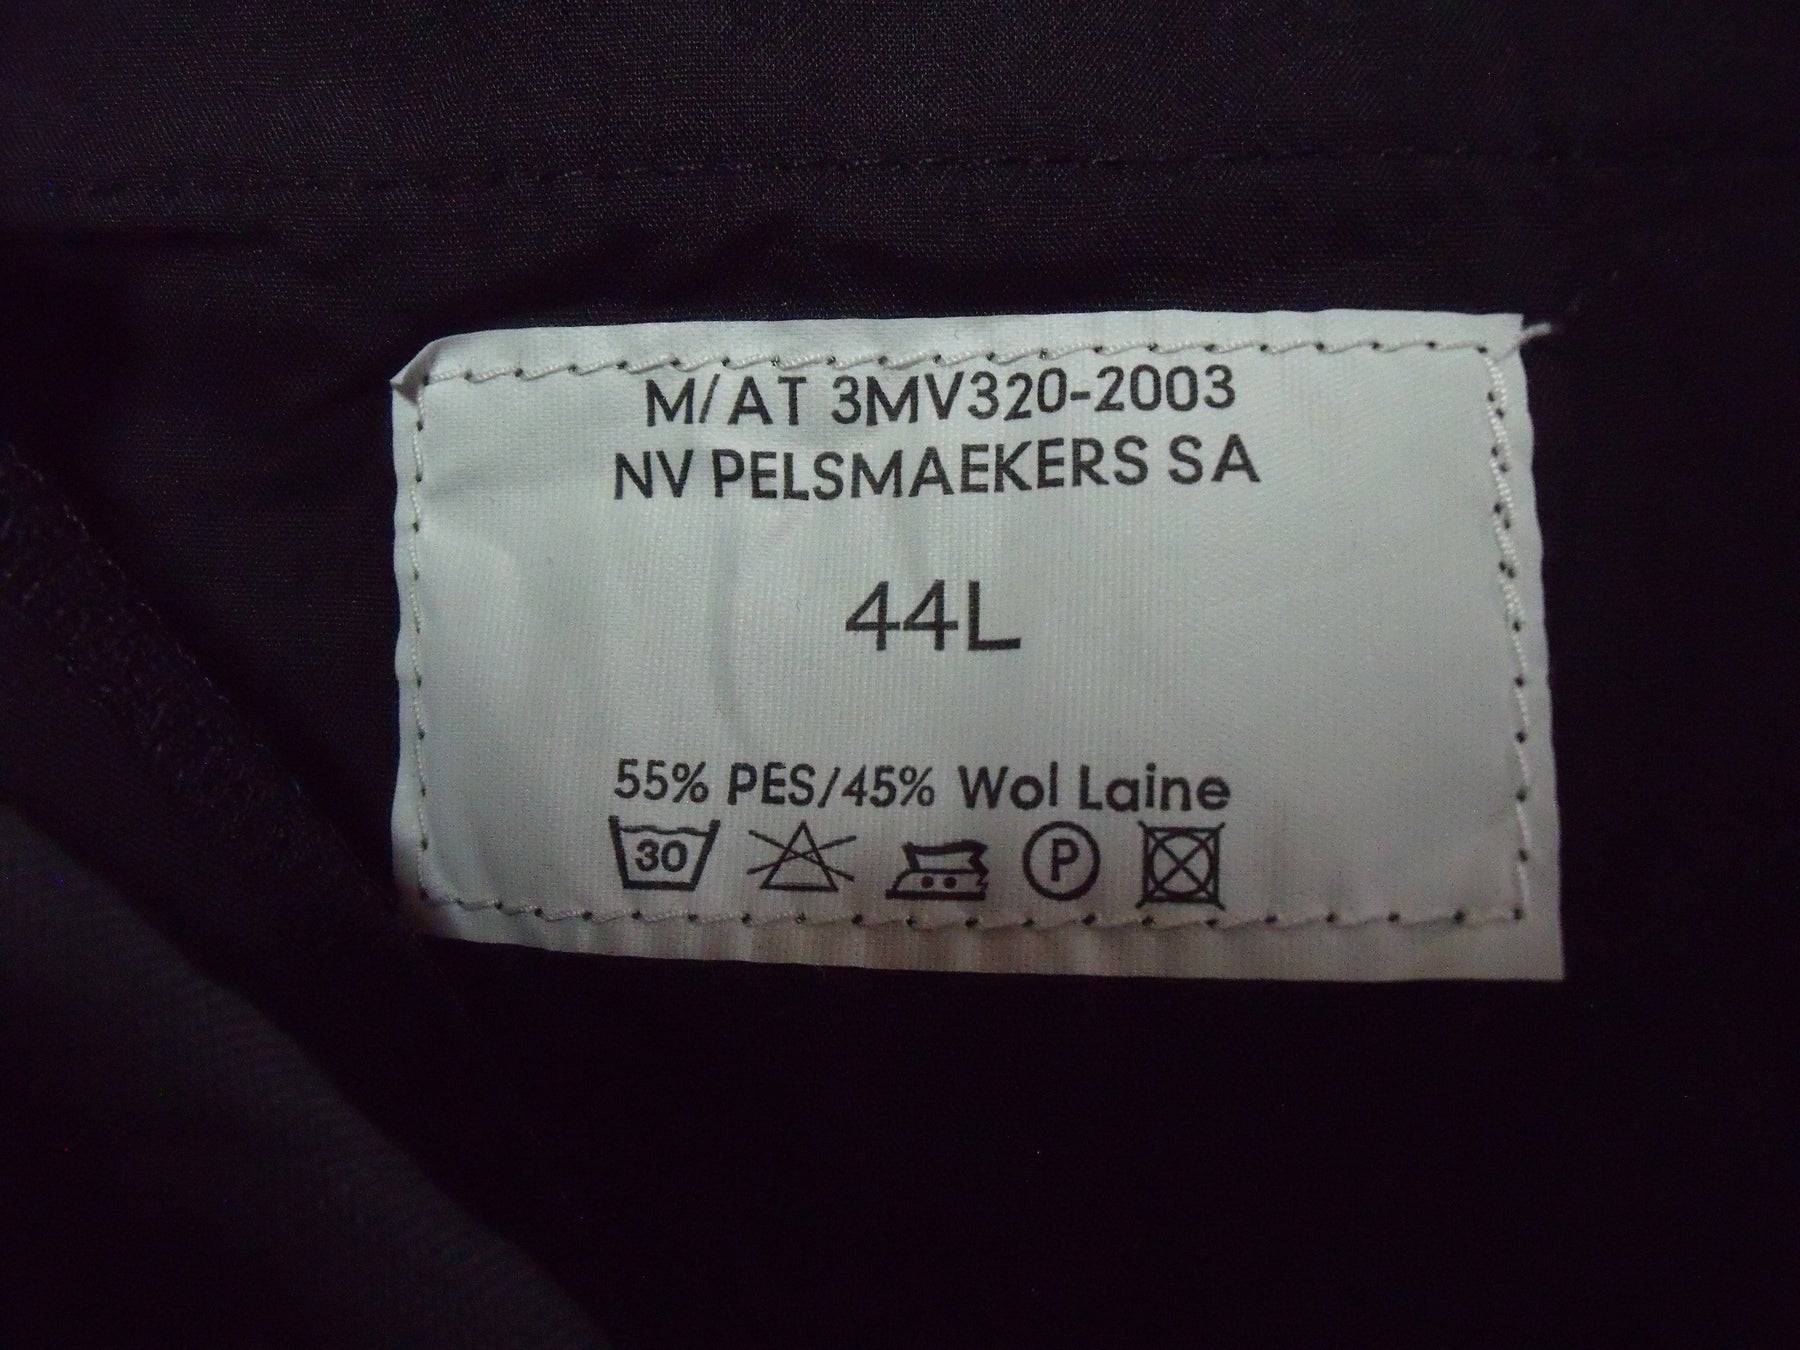 M/AT 3MV320-2003
NV PELSMAEKERS SA
44L
55% PES/45% Wol Laine
30 P